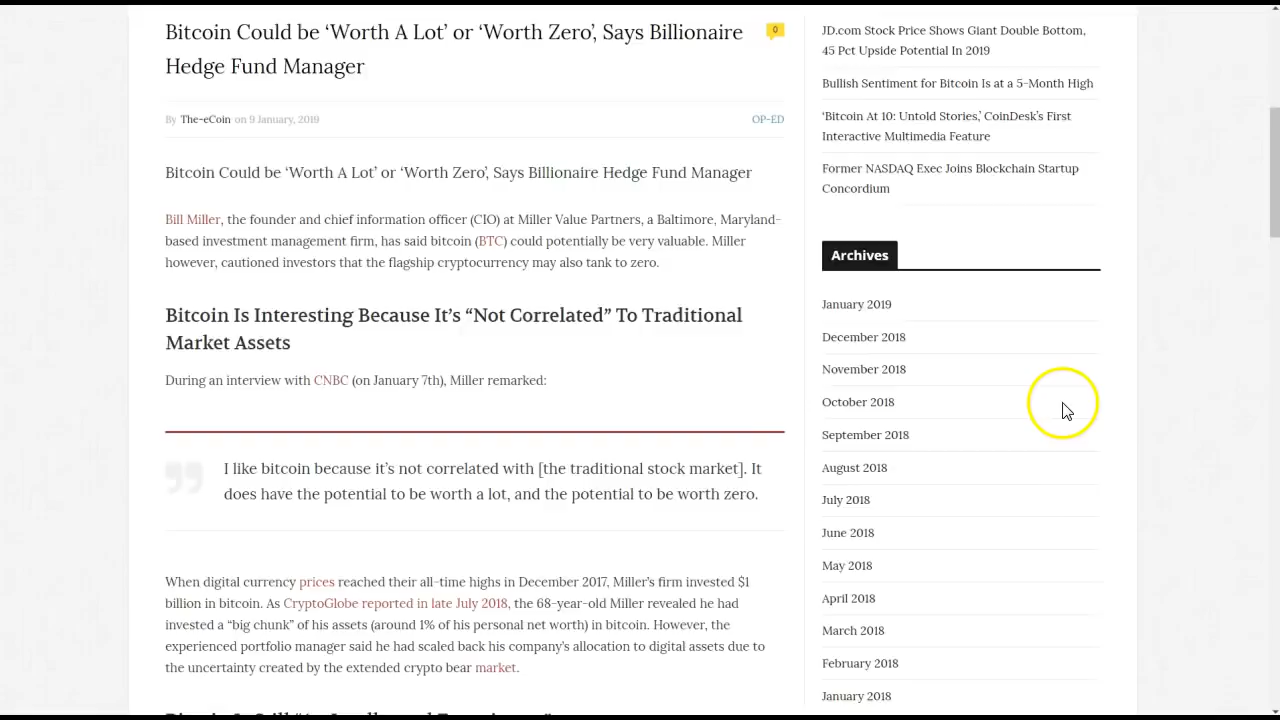 Bitcoin Could be ‘Worth A Lot’ or ‘Worth Zero’, Says Billionaire
Hedge Fund Manager
0
By The-eCoin on 9 January, 2019
OP-ED
Bitcoin Could be ‘Worth A Lot’ or ‘Worth Zero’, Says Billionaire Hedge Fund Manager
Bill Miller, the founder and chief information officer (CIO) at Miller Value Partners, a Baltimore, Maryland-
based investment management firm, has said bitcoin (BTC) could potentially be very valuable. Miller
however, cautioned investors that the flagship cryptocurrency may also tank to zero.
Bitcoin Is Interesting Because It’s “Not Correlated” To Traditional
Market Assets
During an interview with CNBC (on January 7th), Miller remarked:
I like bitcoin because it’s not correlated with [the traditional stock market]. It
does have the potential to be worth a lot, and the potential to be worth zero.
When digital currency prices reached their all-time highs in December 2017, Miller’s firm invested $1
billion in bitcoin. As CryptoGlobe reported in late July 2018, the 68-year-old Miller revealed he had
invested a “big chunk” of his assets (around 1% of his personal net worth) in bitcoin. However, the
experienced portfolio manager said he had scaled back his company’s allocation to digital assets due to
the uncertainty created by the extended crypto bear market.
JD.com Stock Price Shows Giant Double Bottom,
45 Pct Upside Potential In 2019
Bullish Sentiment for Bitcoin Is at a 5-Month High
‘Bitcoin At 10: Untold Stories,’ CoinDesk’s First
Interactive Multimedia Feature
Former NASDAQ Exec Joins Blockchain Startup
Concordium
Archives
January 2019
December 2018
November 2018
October 2018
September 2018
August 2018
July 2018
June 2018
May 2018
April 2018
March 2018
February 2018
January 2018